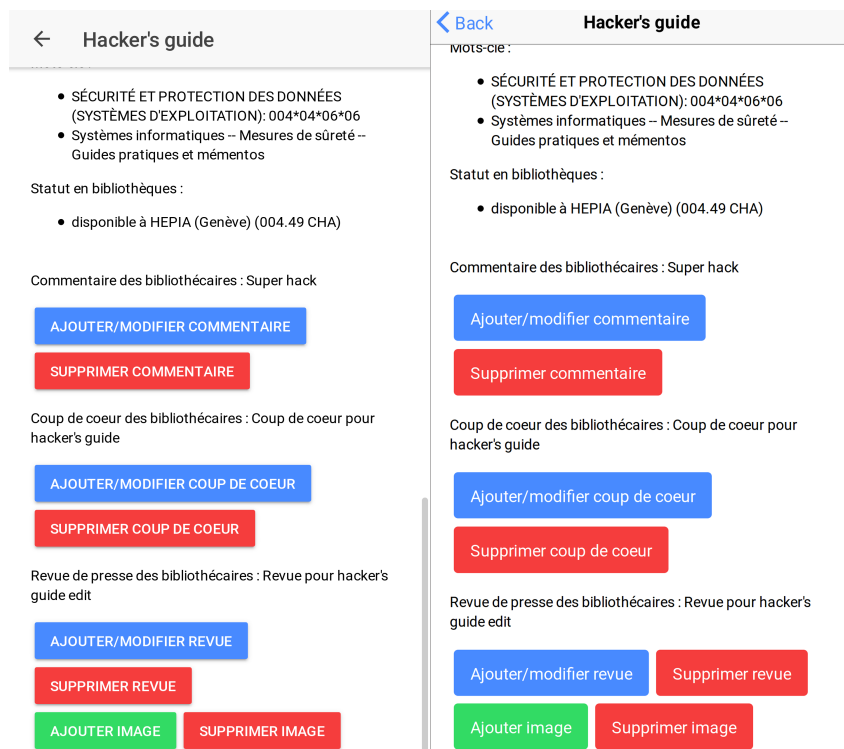 Hacker's guide
SÉCURITÉ ET PROTECTION DES DONNÉES
(SYSTÈMES D'EXPLOITATION): 004*04*06*06
Systèmes informatiques -- Mesures de sûreté --
Guides pratiques et mémentos
Statut en bibliothèques :
disponible à HEPIA (Genève) (004.49 CHA)
Commentaire des bibliothécaires : Super hack
AJOUTER/MODIFIER COMMENTAIRE
SUPPRIMER COMMENTAIRE
Coup de coeur des bibliothécaires : Coup de coeur pour
hacker's guide
AJOUTER/MODIFIER COUP DE COEUR
SUPPRIMER COUP DE COEUR
Revue de presse des bibliothécaires : Revue pour hacker's
guide edit
AJOUTER/MODIFIER REVUE
SUPPRIMER REVUE
AJOUTER IMAGE SUPPRIMER IMAGE
Back Hacker's guide
Mots-clé :
SÉCURITÉ ET PROTECTION DES DONNÉES
(SYSTÈMES D'EXPLOITATION): 004*04*06*06
Systèmes informatiques -- Mesures de sûreté --
Guides pratiques et mémentos
Statut en bibliothèques :
disponible à HEPIA (Genève) (004.49 CHA)
Commentaire des bibliothécaires : Super hack
Ajouter/modifier commentaire
Supprimer commentaire
Coup de coeur des bibliothécaires : Coup de coeur pour
hacker's guide
Ajouter/modifier coup de coeur
Supprimer coup de coeur
Revue de presse des bibliothécaires : Revue pour hacker's
guide edit
Ajouter/modifier revue Supprimer revue
Ajouter image Supprimer image